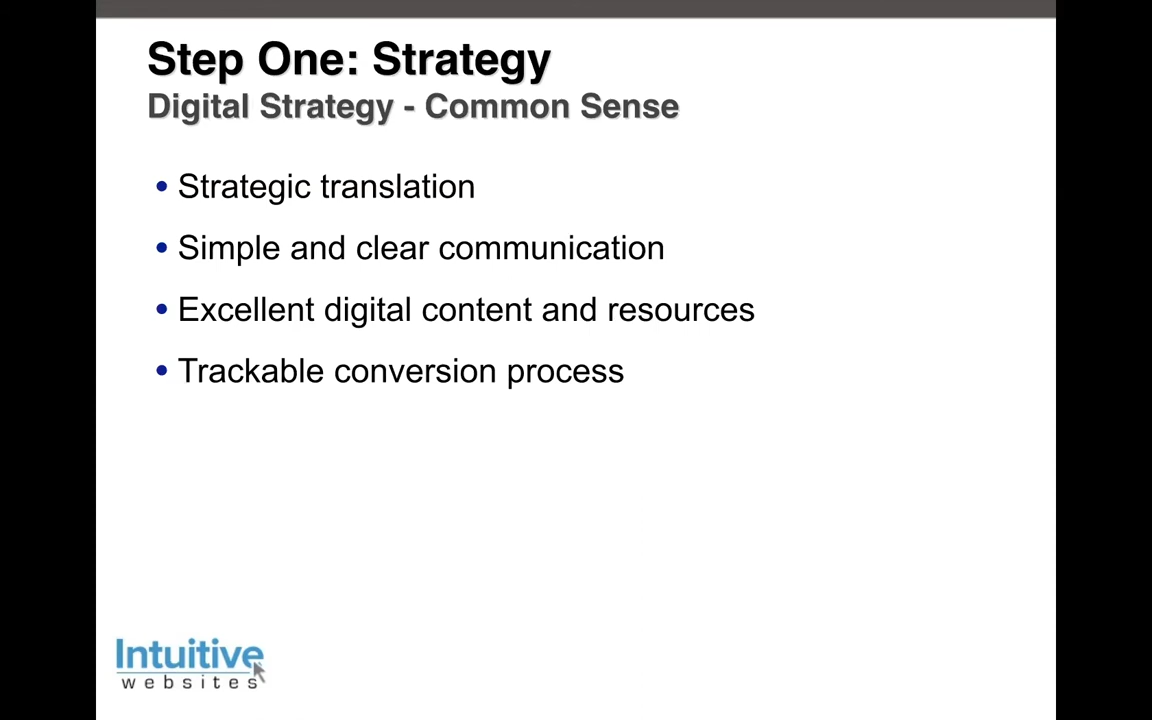 Step One: Strategy
Digital Strategy - Common Sense
• Strategic translation
• Simple and clear communication
• Excellent digital content and resources
• Trackable conversion process
Intuitive
websites